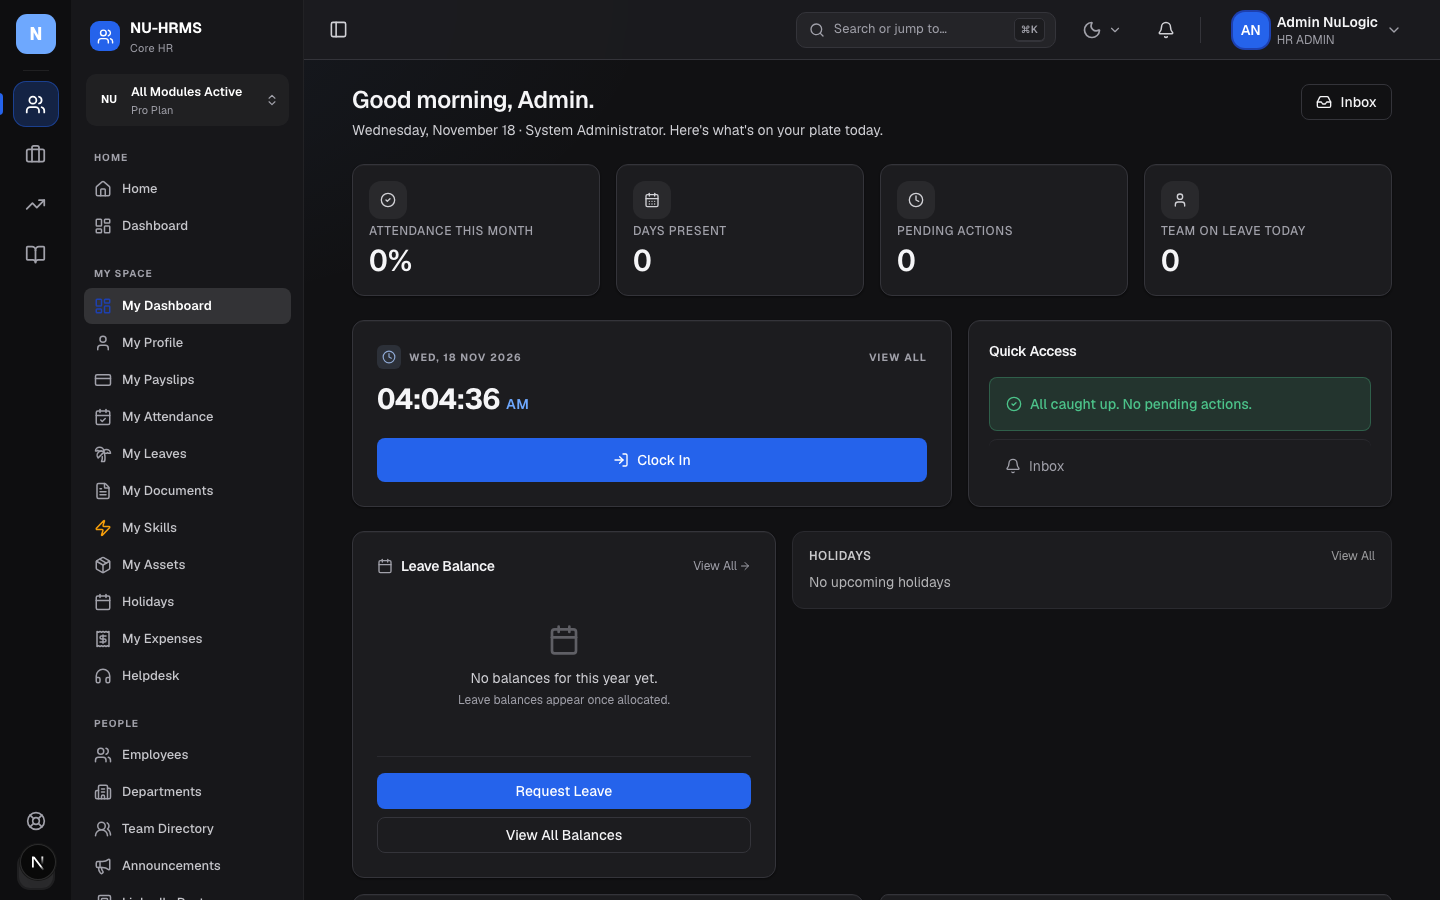 N
NU-HRMS
Core HR
NU
All Modules Active
Pro Plan
HOME
Home
Dashboard
MY SPACE
My Dashboard
My Profile
My Payslips
My Attendance
My Leaves
My Documents
My Skills
My Assets
Holidays
My Expenses
Helpdesk
PEOPLE
Employees
Departments
Team Directory
Announcements
N
Search or jump to...
⌘K
AN
Admin NuLogic
HR ADMIN
Good morning, Admin.
Wednesday, November 18 · System Administrator. Here's what's on your plate today.
Inbox
ATTENDANCE THIS MONTH
0%
DAYS PRESENT
0
PENDING ACTIONS
0
TEAM ON LEAVE TODAY
0
WED, 18 NOV 2026
VIEW ALL
04:04:36 AM
Clock In
Quick Access
All caught up. No pending actions.
Inbox
Leave Balance
View All →
No balances for this year yet.
Leave balances appear once allocated.
Request Leave
View All Balances
HOLIDAYS
View All
No upcoming holidays